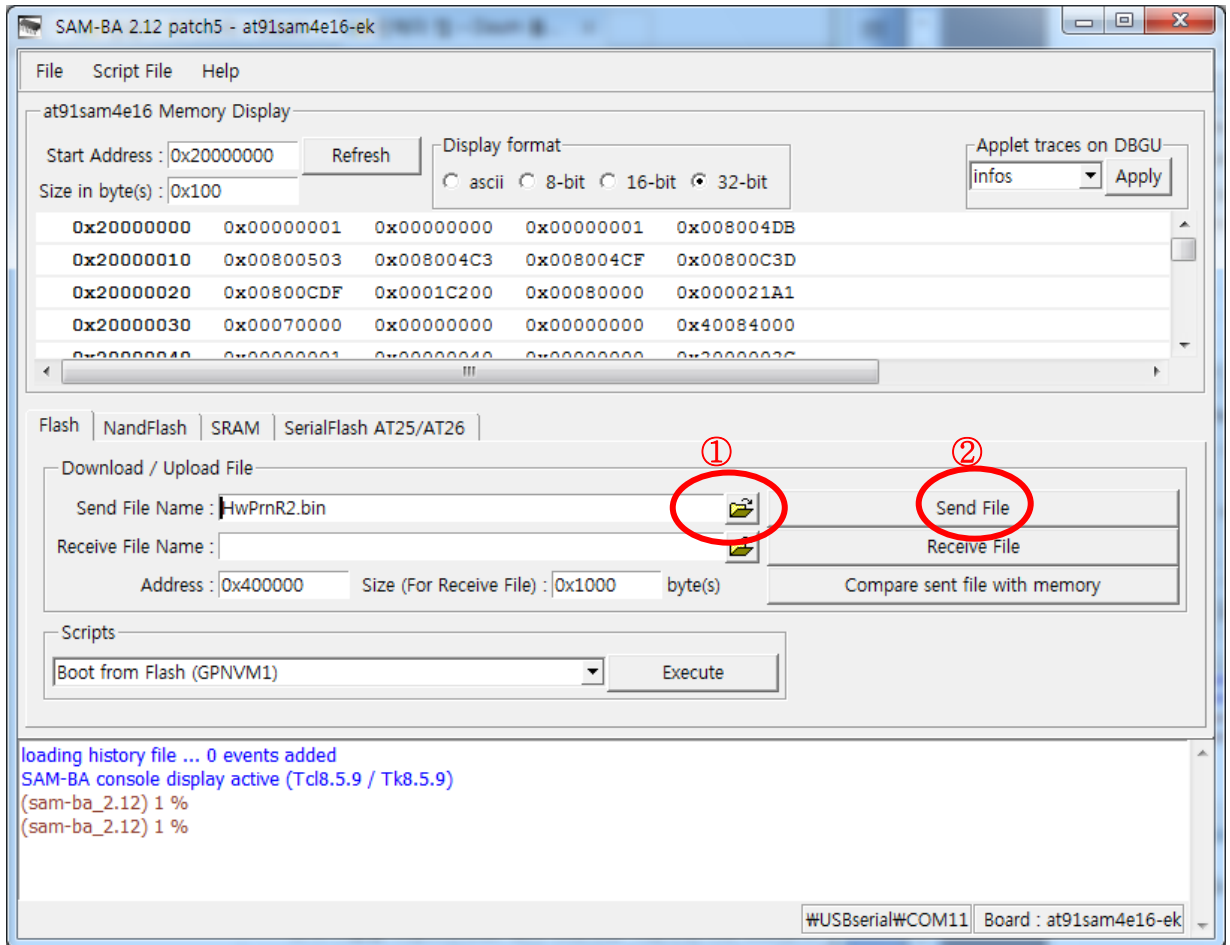 SAM-BA 2.12 patch5 - at91sam4e16-ek
File Script File Help
at91sam4e16 Memory Display
Start Address : 0x20000000 Refresh
Size in byte(s) : 0x100
Display format
ascii 8-bit 16-bit 32-bit
Applet traces on DBGU
infos Apply
0x20000000 0x00000001 0x00000000 0x00000001 0x008004DB
0x20000010 0x00800503 0x008004C3 0x008004CF 0x00800C3D
0x20000020 0x00800CDF 0x0001C200 0x00080000 0x000021A1
0x20000030 0x00070000 0x00000000 0x00000000 0x40084000
0x20000040 0x00000001 0x00000040 0x00000000 0x2000003C
Flash NandFlash SRAM SerialFlash AT25/AT26
① ②
Download / Upload File
Send File Name : HwPrnR2.bin Send File
Receive File Name : Receive File
Address : 0x400000 Size (For Receive File) : 0x1000 byte(s) Compare sent file with memory
Scripts
Boot from Flash (GPNVM1) Execute
loading history file ... 0 events added
SAM-BA console display active (Tcl8.5.9 / Tk8.5.9)
(sam-ba_2.12) 1 %
(sam-ba_2.12) 1 %
₩USBserial₩COM11 Board : at91sam4e16-ek